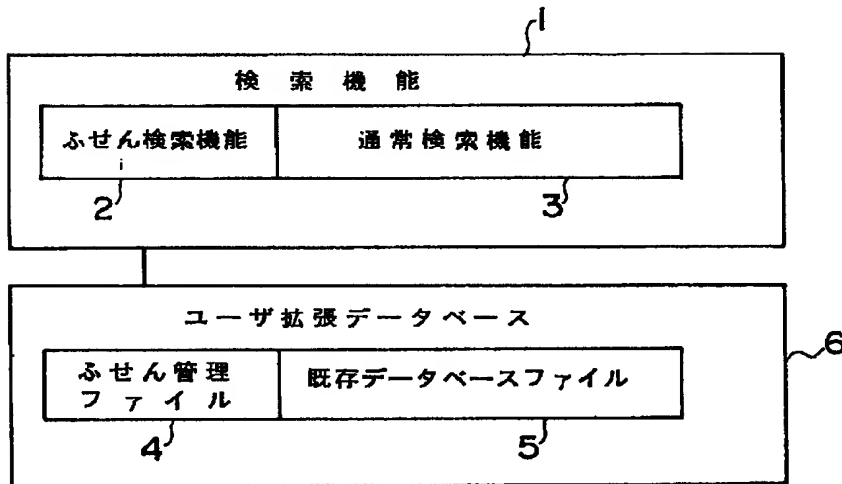 1
検索機能
ふせん検索機能
通常検索機能
2
3
ユーザ拡張データベース
6
ふせん管理
ファイル
既存データベースファイル
4
5